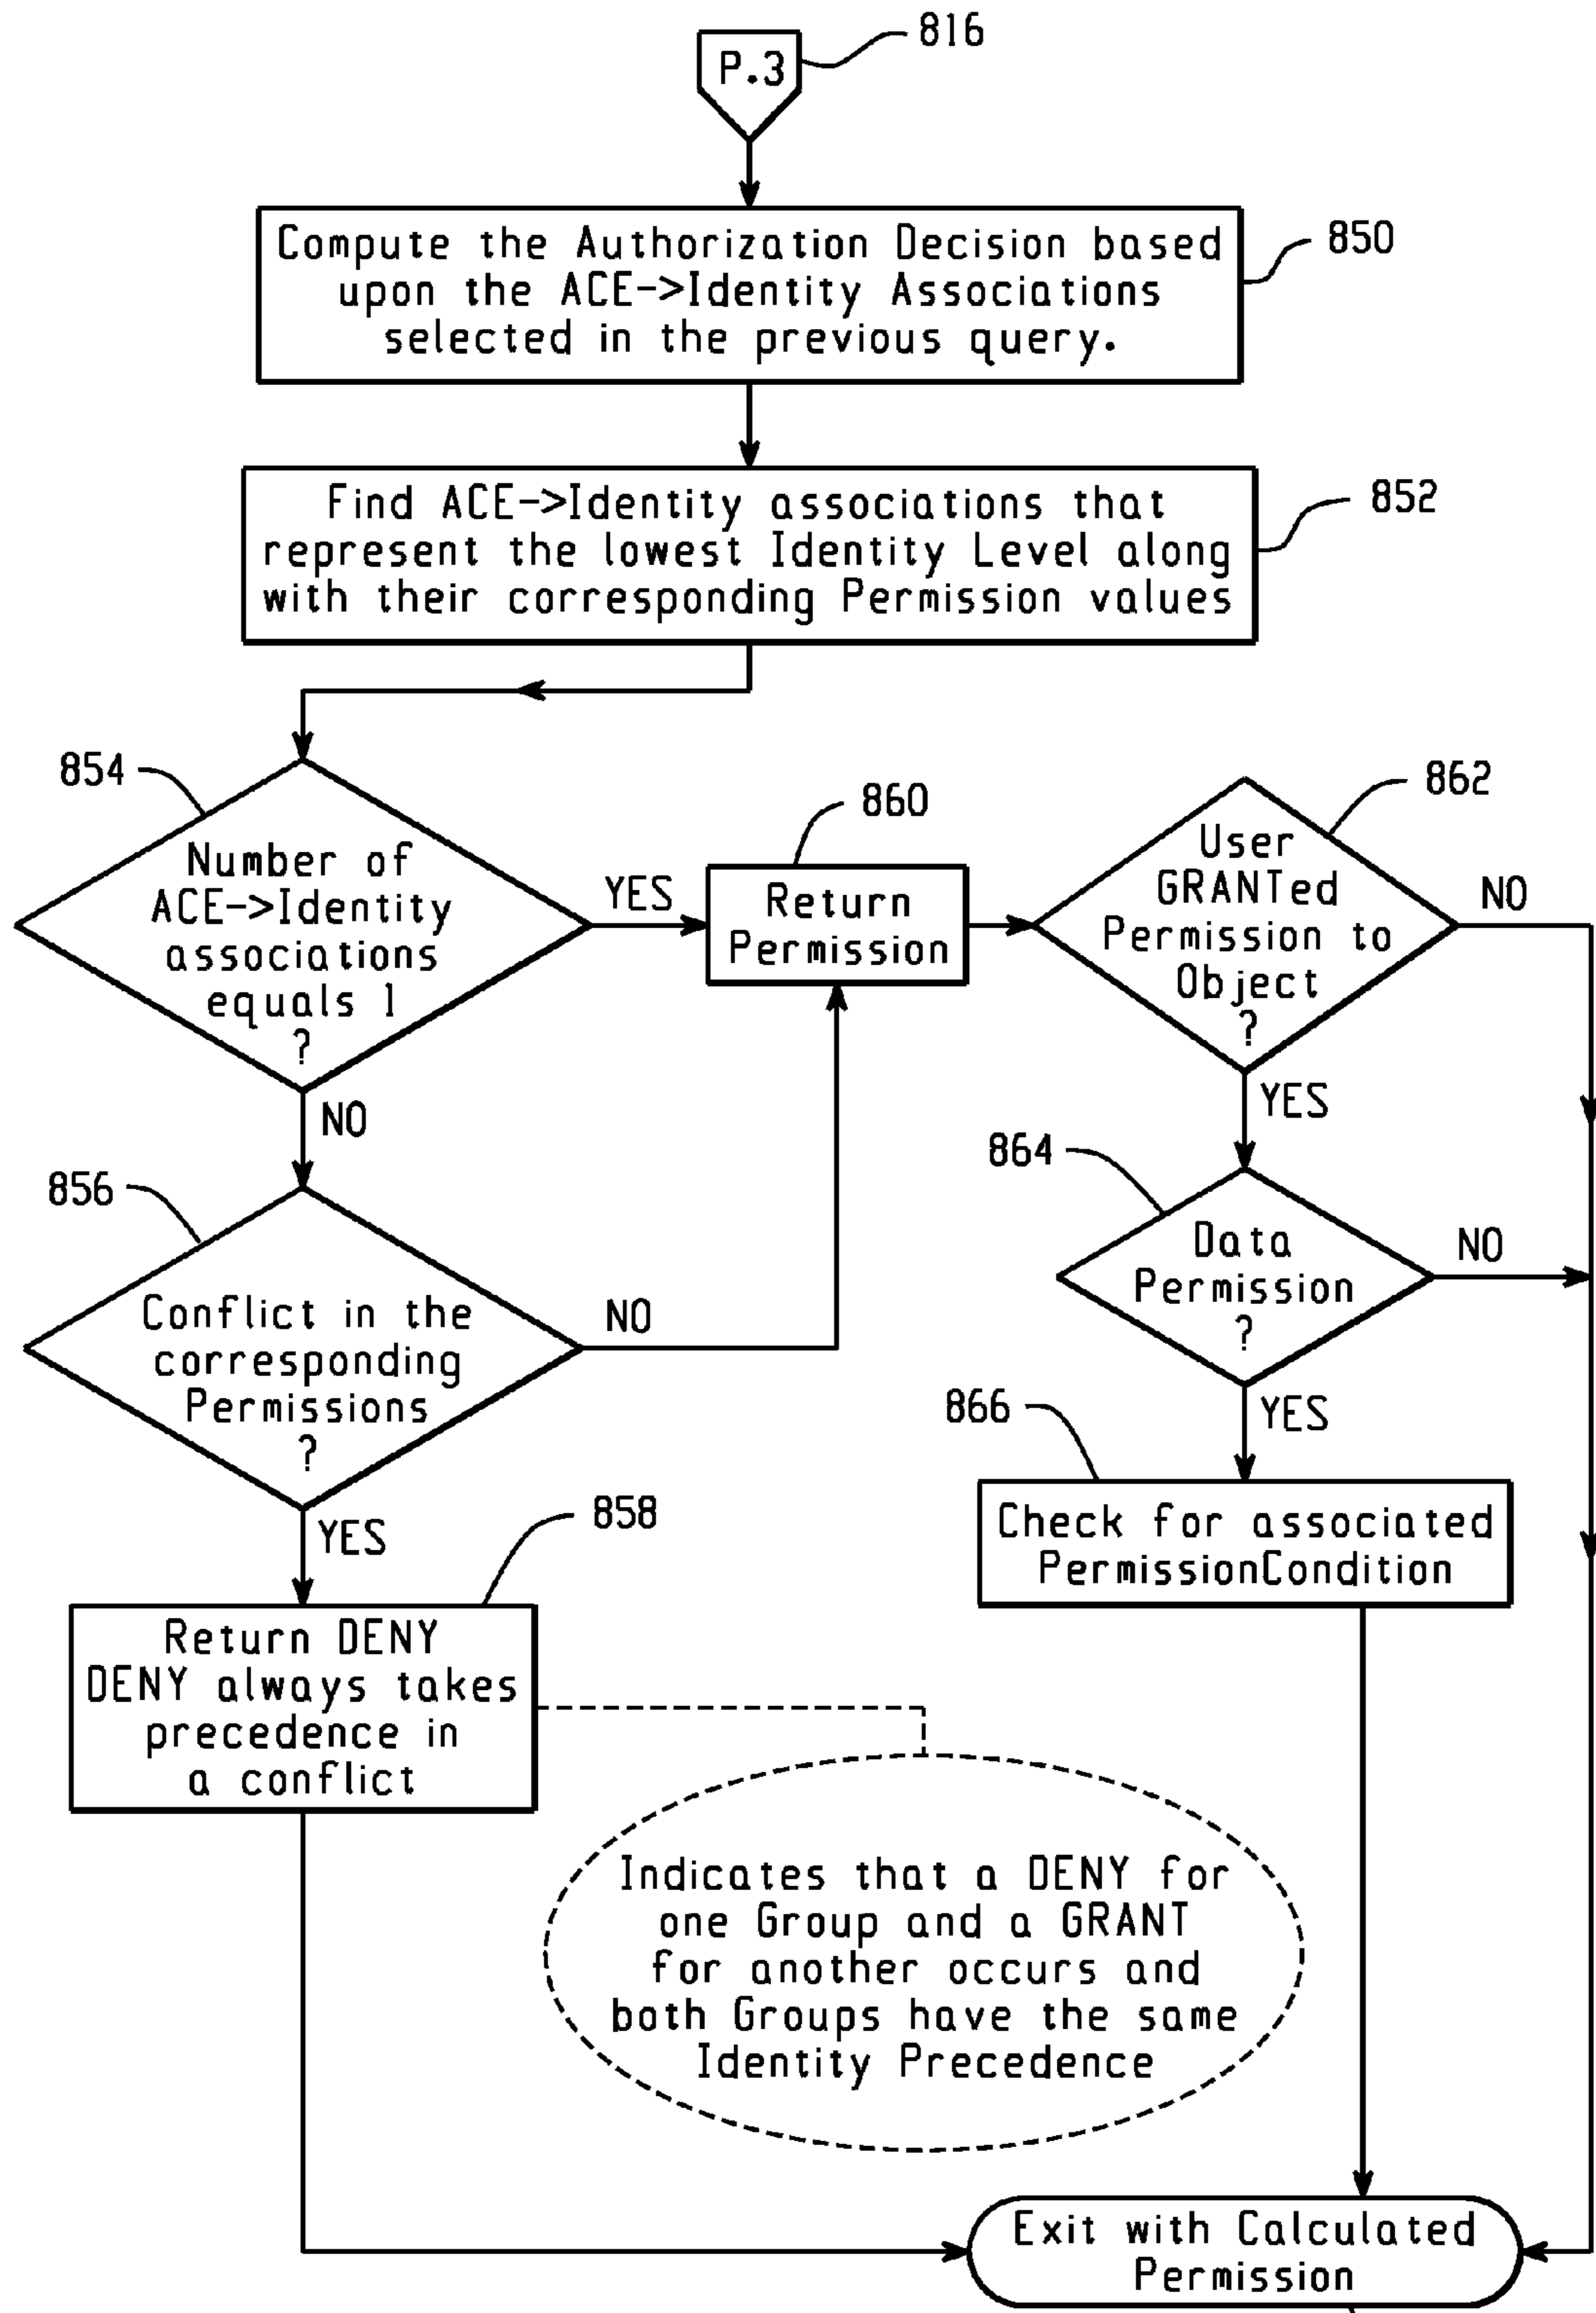 P.3
816
Compute the Authorization Decision based
upon the ACE->Identity Associations
selected in the previous query.
850
Find ACE->Identity associations that
represent the lowest Identity Level along
with their corresponding Permission values
852
854
Number of
ACE->Identity
associations
equals 1
?
YES
NO
860
Return
Permission
862
User
GRANTed
Permission to
Object
?
NO
YES
856
Conflict in the
corresponding
Permissions
?
NO
YES
864
Data
Permission
?
NO
YES
866
Check for associated
PermissionCondition
858
Return DENY
DENY always takes
precedence in
a conflict
Indicates that a DENY for
one Group and a GRANT
for another occurs and
both Groups have the same
Identity Precedence
Exit with Calculated
Permission